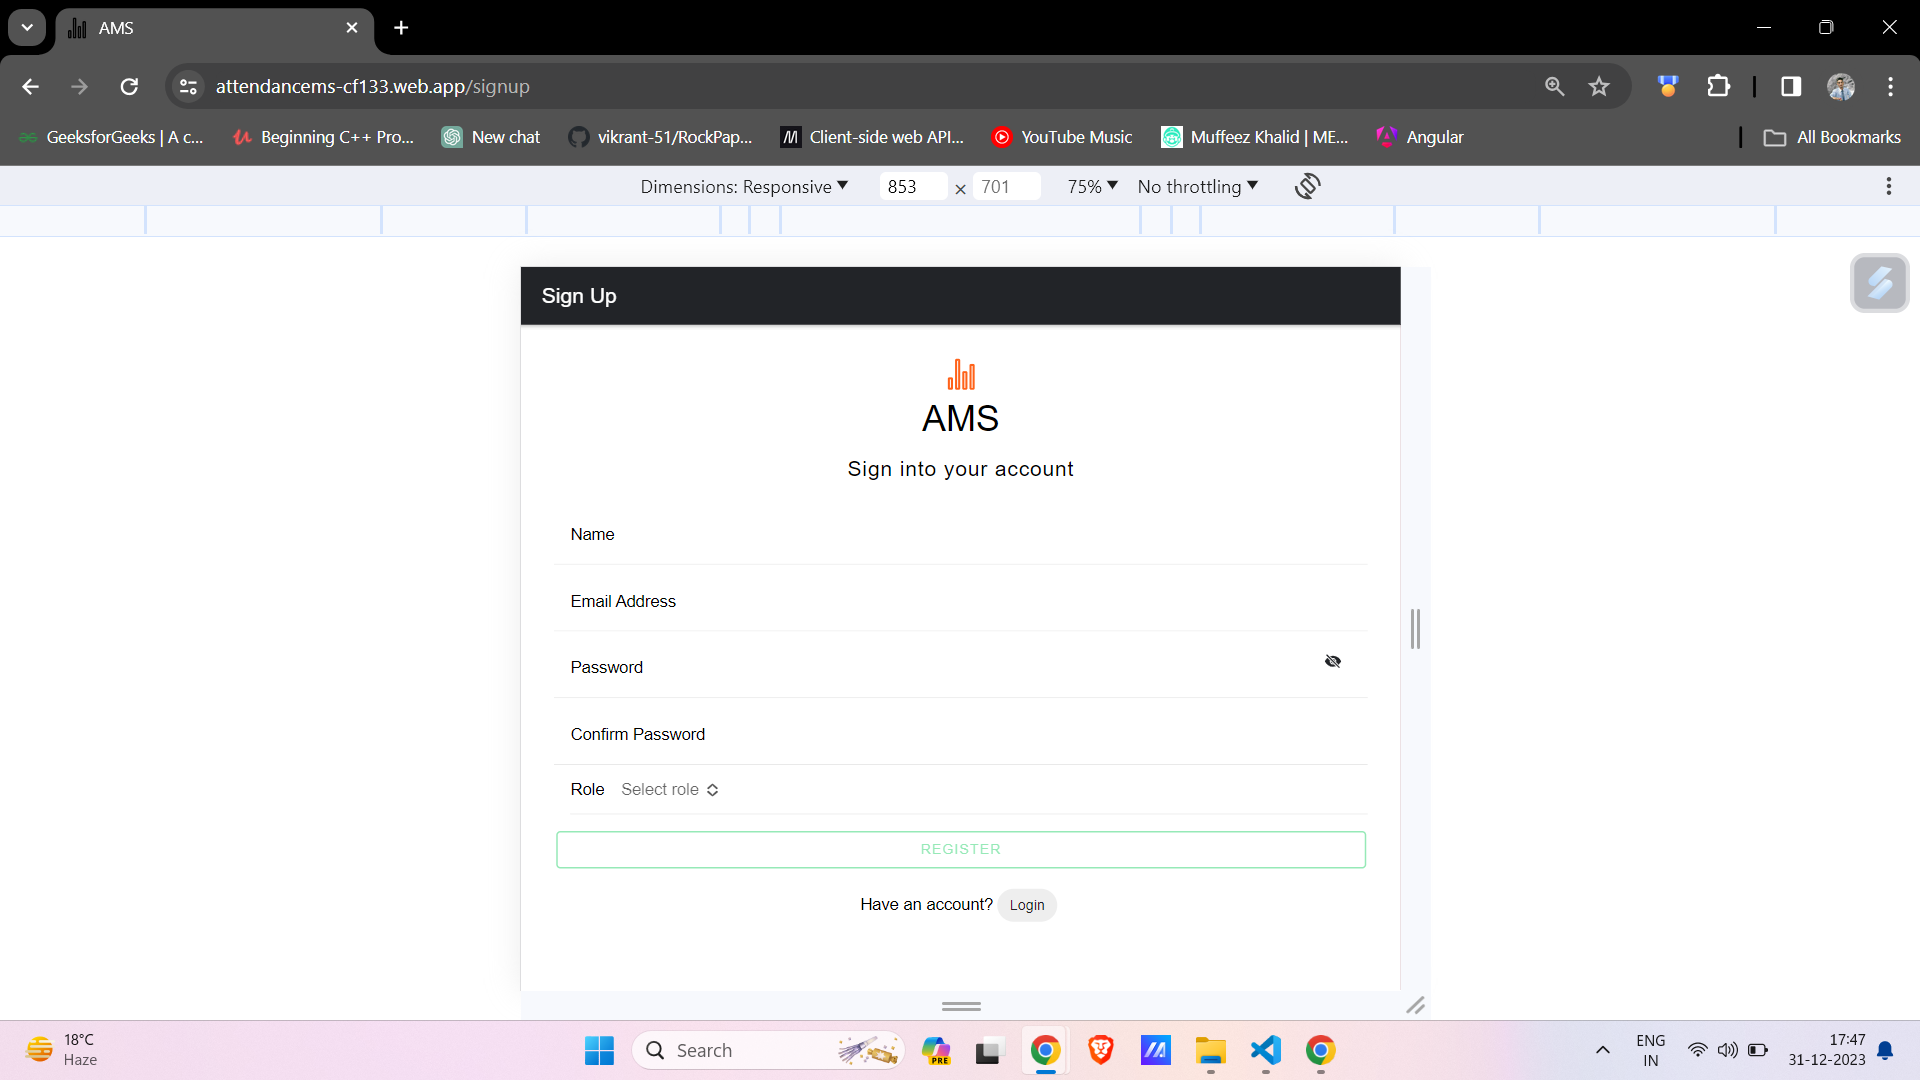 AMS
attendancems-cf133.web.app/signup
GeeksforGeeks | A c... Beginning C++ Pro... New chat vikrant-51/RockPap... Client-side web API... YouTube Music Muffeez Khalid | ME... Angular All Bookmarks
Dimensions: Responsive 853 × 701 75% No throttling
Sign Up
AMS
Sign into your account
Name
Email Address
Password
Confirm Password
Role Select role
REGISTER
Have an account? Login
18°C
Haze
Search
PRE
ENG
IN
17:47
31-12-2023